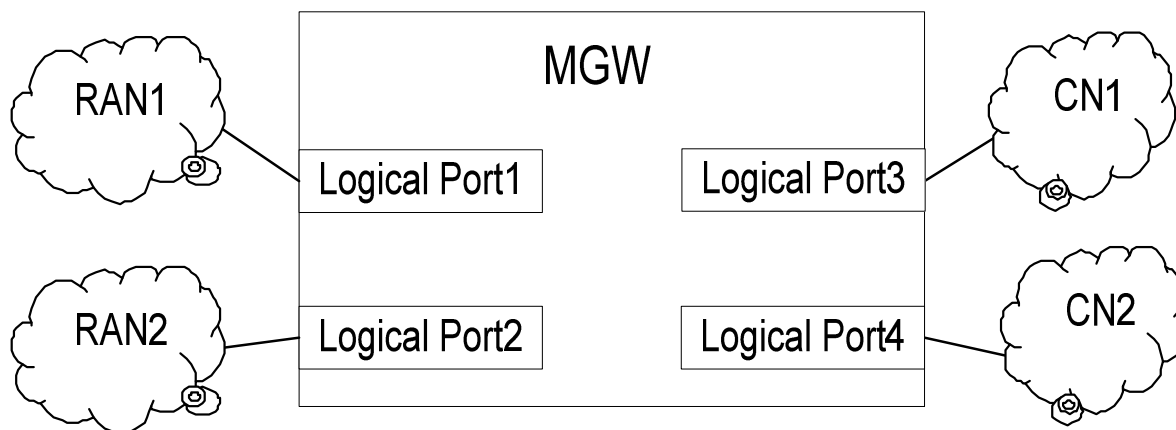 MGW
RAN1
CN1
Logical Port1
Logical Port3
RAN2
CN2
Logical Port2
Logical Port4